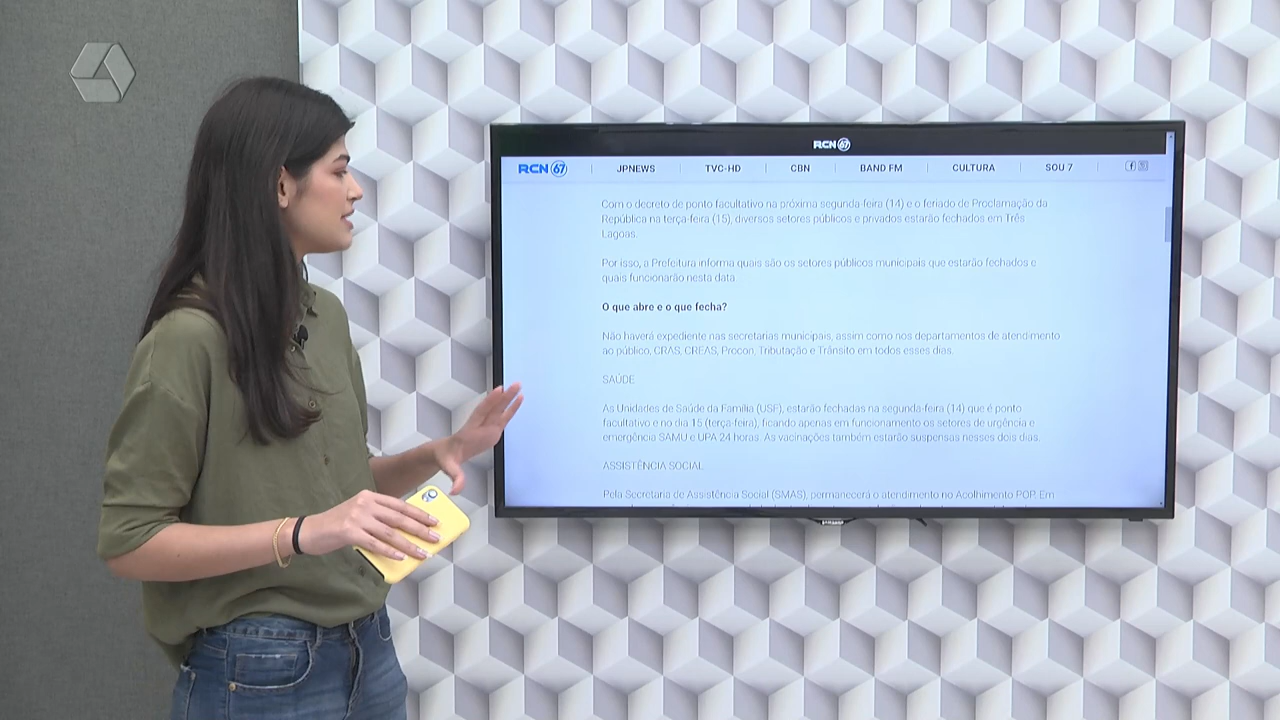 RCN 67
RCN 67 JPNEWS TVC-HD CBN BAND FM CULTURA SOU 7
Com o decreto de ponto facultativo na próxima segunda-feira (14) e o feriado de Proclamação da
República na terça-feira (15), diversos setores públicos e privados estarão fechados em Três
Lagoas.
Por isso, a Prefeitura informa quais são os setores públicos municipais que estarão fechados e
quais funcionarão nesta data
O que abre e o que fecha?
Não haverá expediente nas secretarias municipais, assim como nos departamentos de atendimento
ao público, CRAS, CREAS, Procon, Tributação e Trânsito em todos esses dias.
SAÚDE
As Unidades de Saúde da Família (USF), estarão fechadas na segunda-feira (14) que é ponto
facultativo e no dia 15 (terça-feira), ficando apenas em funcionamento os setores de urgência e
emergência SAMU e UPA 24 horas. As vacinações também estarão suspensas nesses dois dias.
ASSISTÊNCIA SOCIAL
Pela Secretaria de Assistência Social (SMAS), permanecerá o atendimento no Acolhimento POP. Em
SAMSUNG